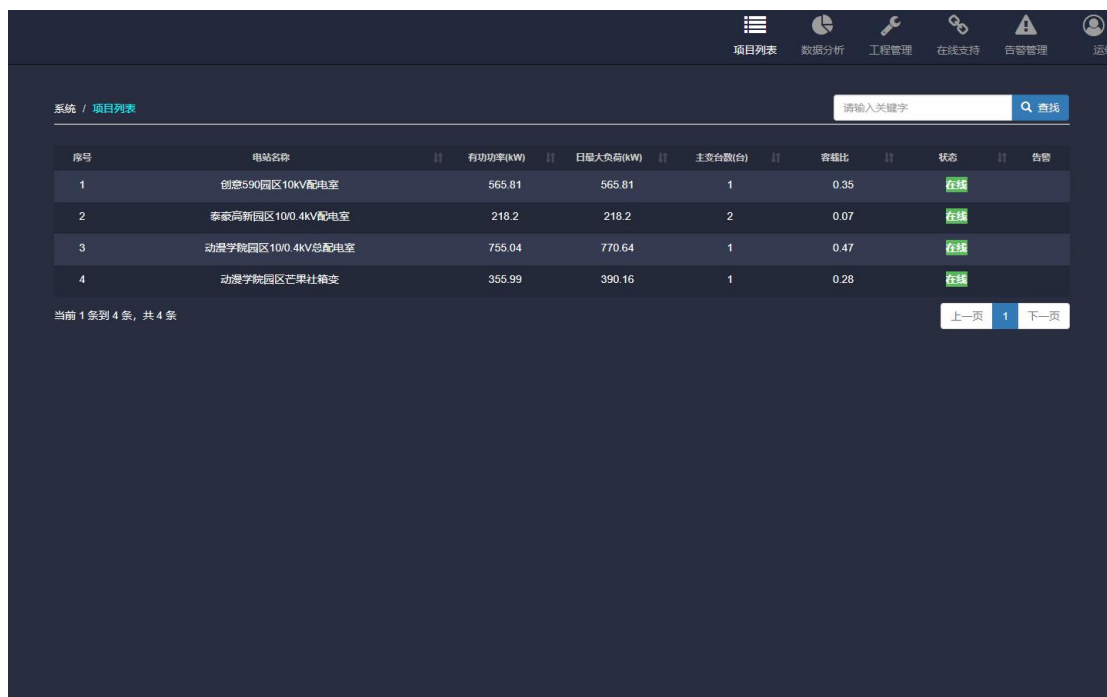 项目列表 数据分析 工程管理 在线支持 告警管理
系统 / 项目列表 请输入关键字 查找
序号 电站名称 有功功率(kW) 日最大负荷(kW) 主变台数(台) 容载比 状态 告警
1 创意590园区10kV配电室 565.81 565.81 1 0.35 在线
2 泰豪高新园区10/0.4kV配电室 218.2 218.2 2 0.07 在线
3 动漫学院园区10/0.4kV总配电室 755.04 770.64 1 0.47 在线
4 动漫学院园区芒果社箱变 355.99 390.16 1 0.28 在线
当前 1 条到 4 条，共 4 条 上一页 1 下一页